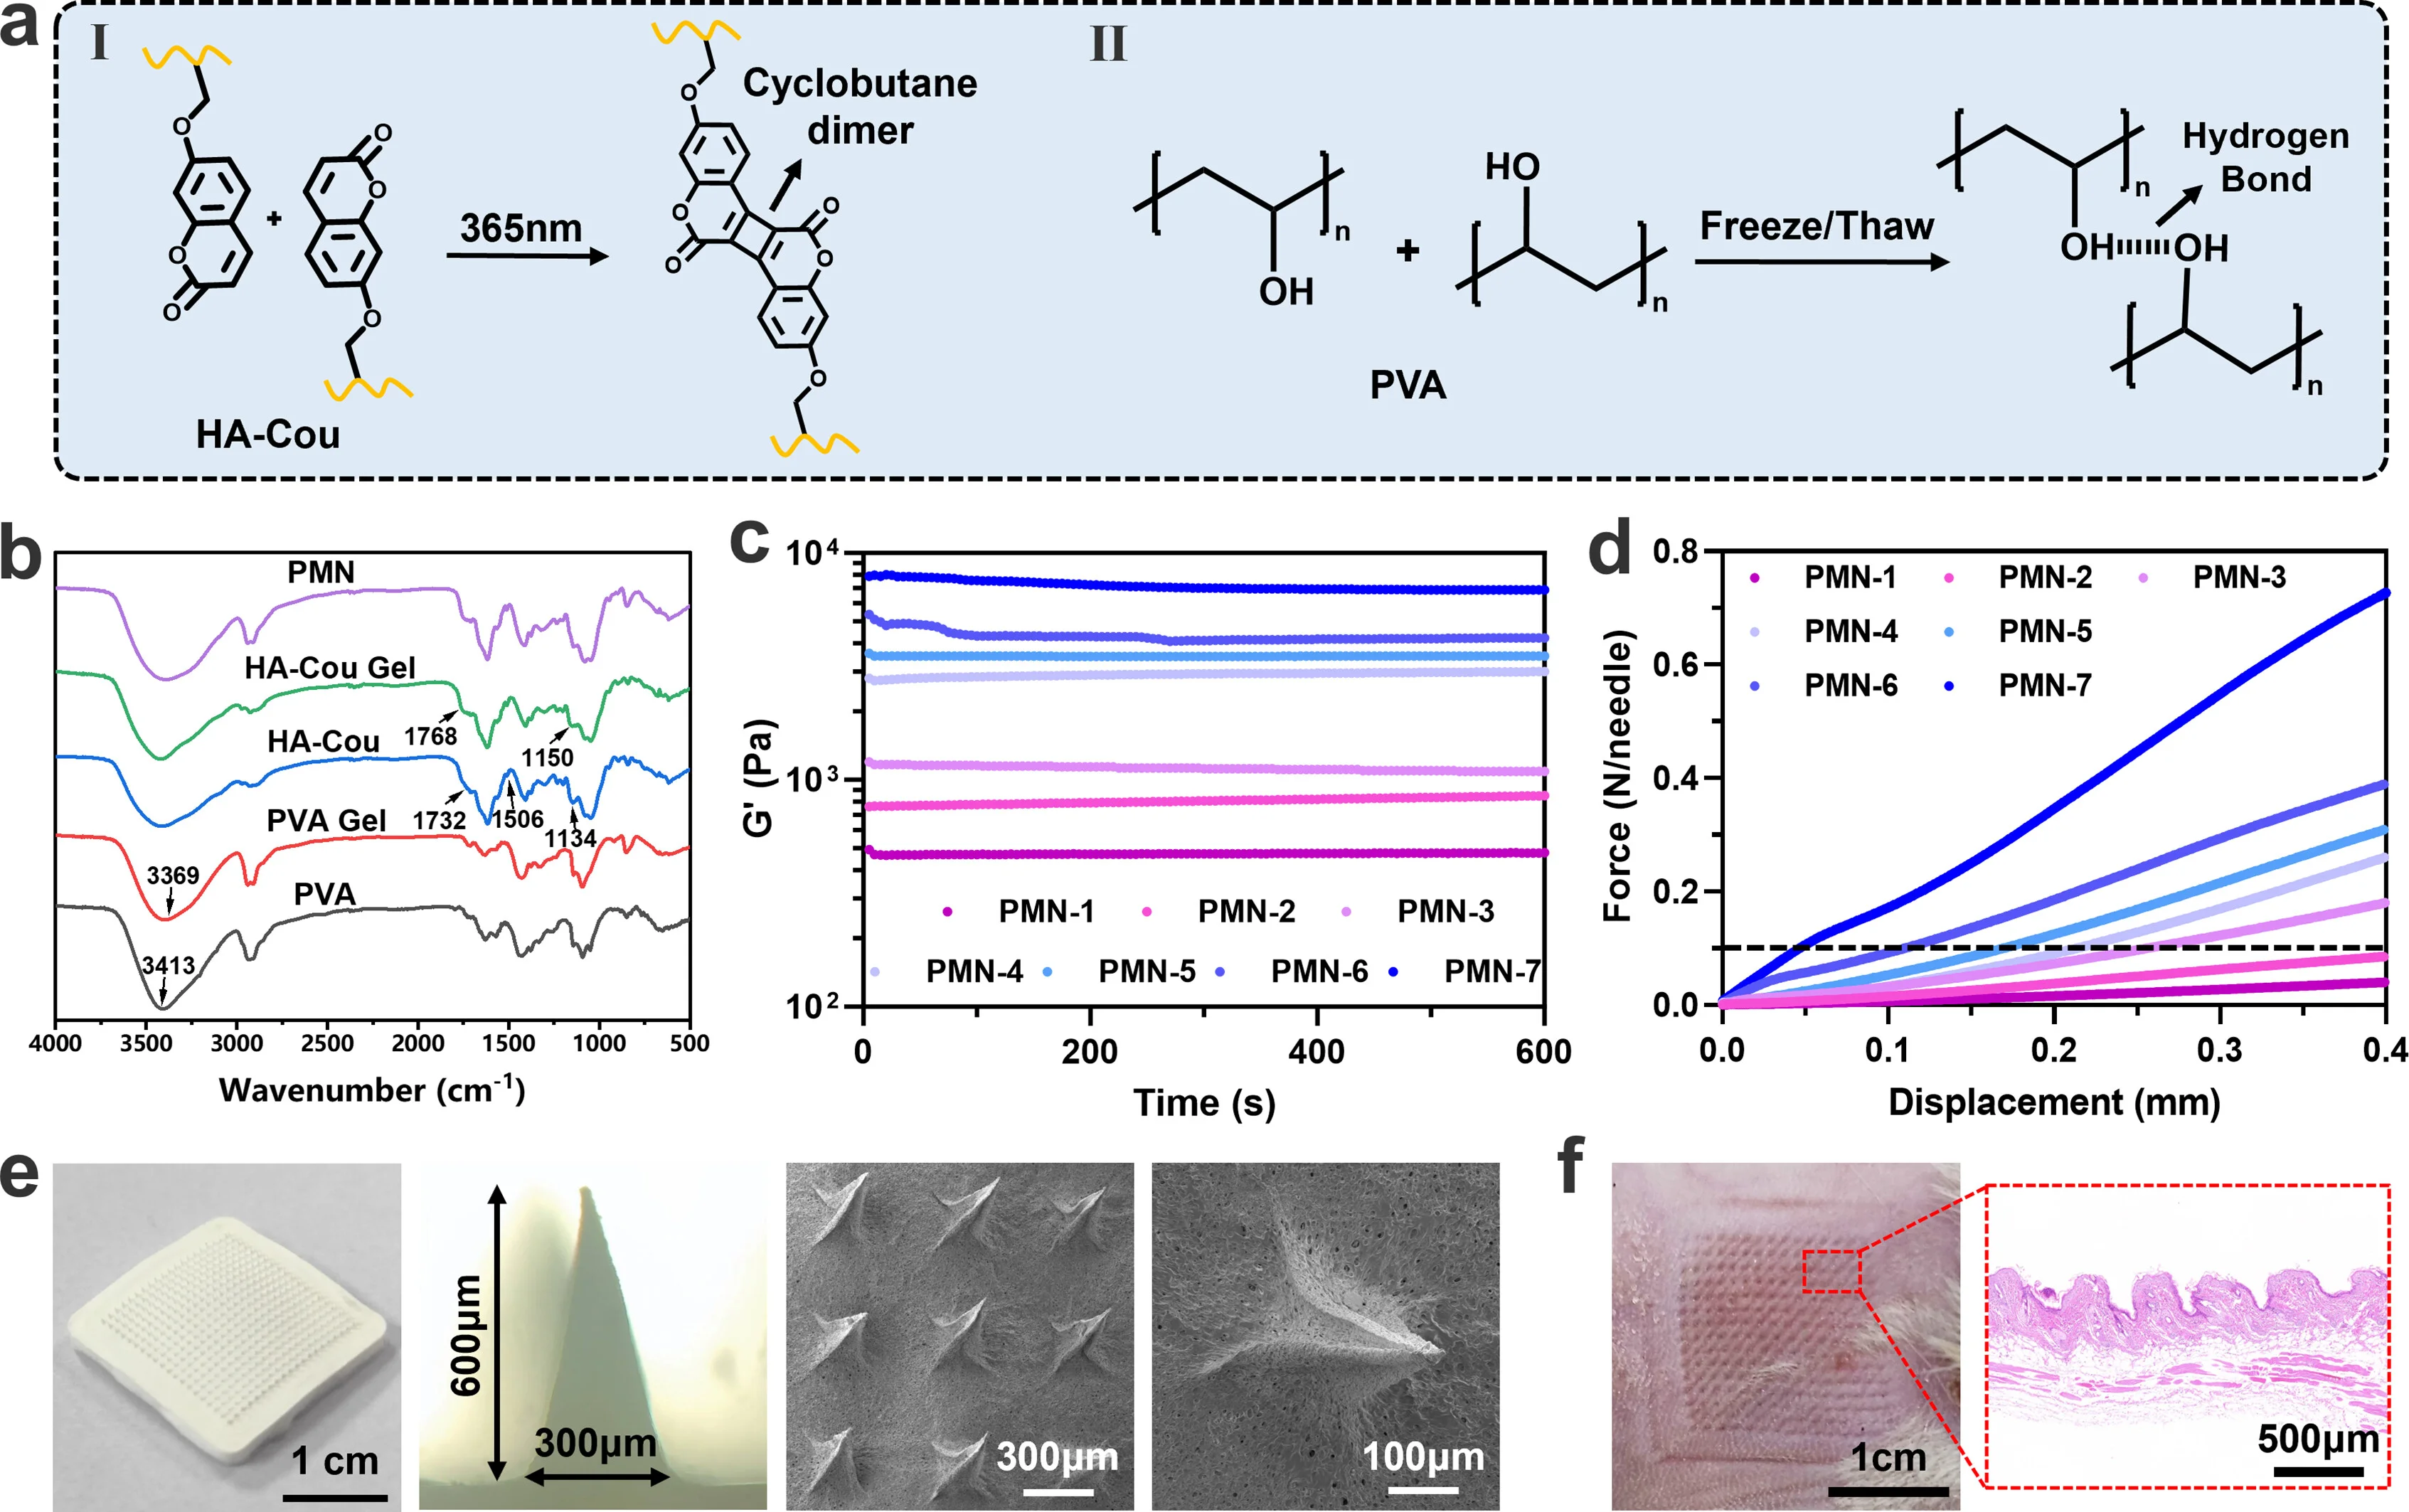 a
I
II
Cyclobutane
dimer
O
O
O
O
O
O
+
365nm
O
O
O
O
O
O
HA-Cou
n
OH
+
HO
n
PVA
Freeze/Thaw
n
Hydrogen
Bond
OH
OH
n
b
PMN
HA-Cou Gel
1768
1150
HA-Cou
1732
1506
1134
PVA Gel
3369
PVA
3413
4000 3500 3000 2500 2000 1500 1000 500
Wavenumber (cm⁻¹)
c
10⁴
10³
10²
G' (Pa)
PMN-1 PMN-2 PMN-3
PMN-4 PMN-5 PMN-6 PMN-7
0 200 400 600
Time (s)
d
0.8
0.6
0.4
0.2
0.0
Force (N/needle)
PMN-1 PMN-2 PMN-3
PMN-4 PMN-5
PMN-6 PMN-7
0.0 0.1 0.2 0.3 0.4
Displacement (mm)
e
1 cm
600μm
300μm
300μm
100μm
f
1cm
500μm